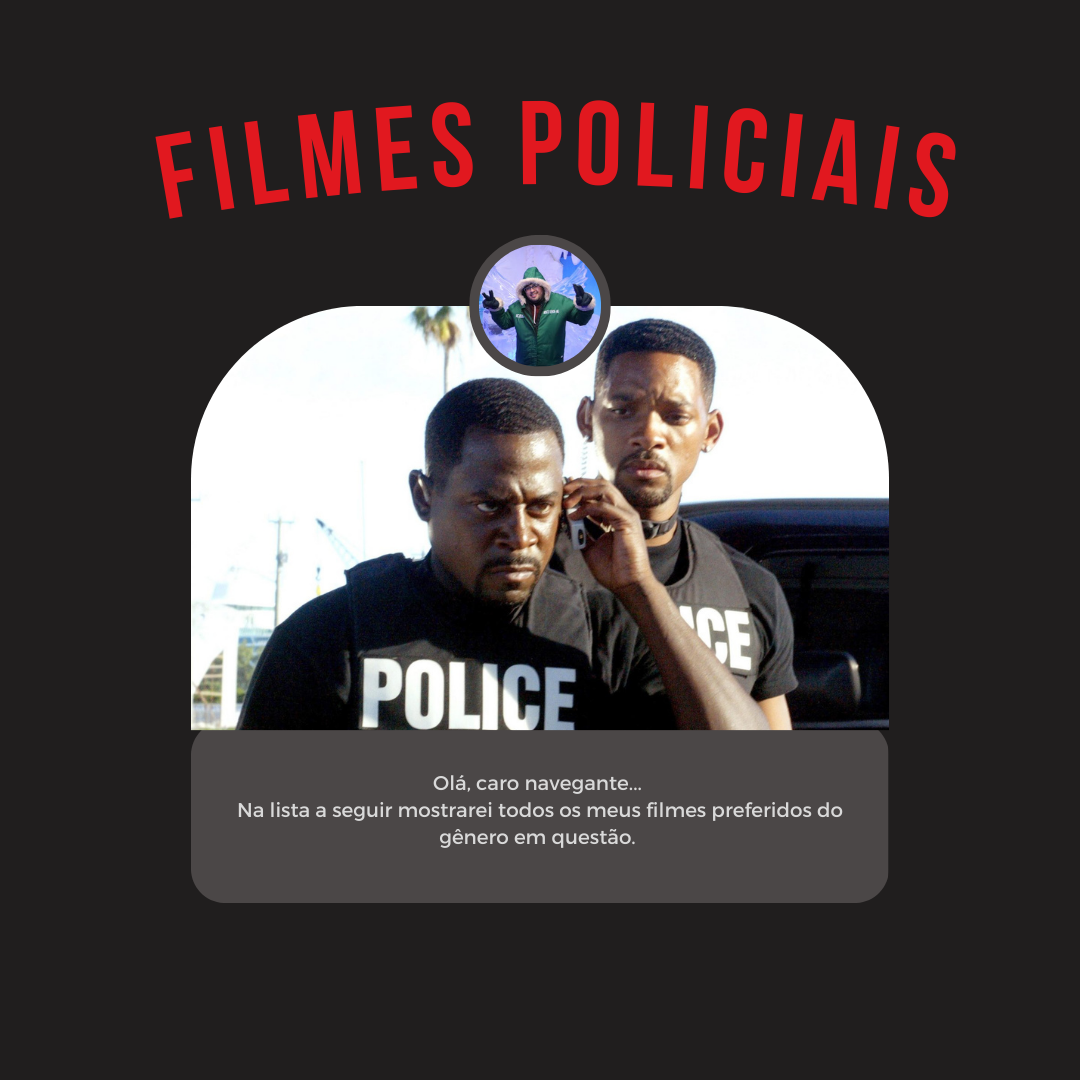 FILMES POLICIAIS
POLICE
ICE
Olá, caro navegante...
Na lista a seguir mostrarei todos os meus filmes preferidos do
gênero em questão.